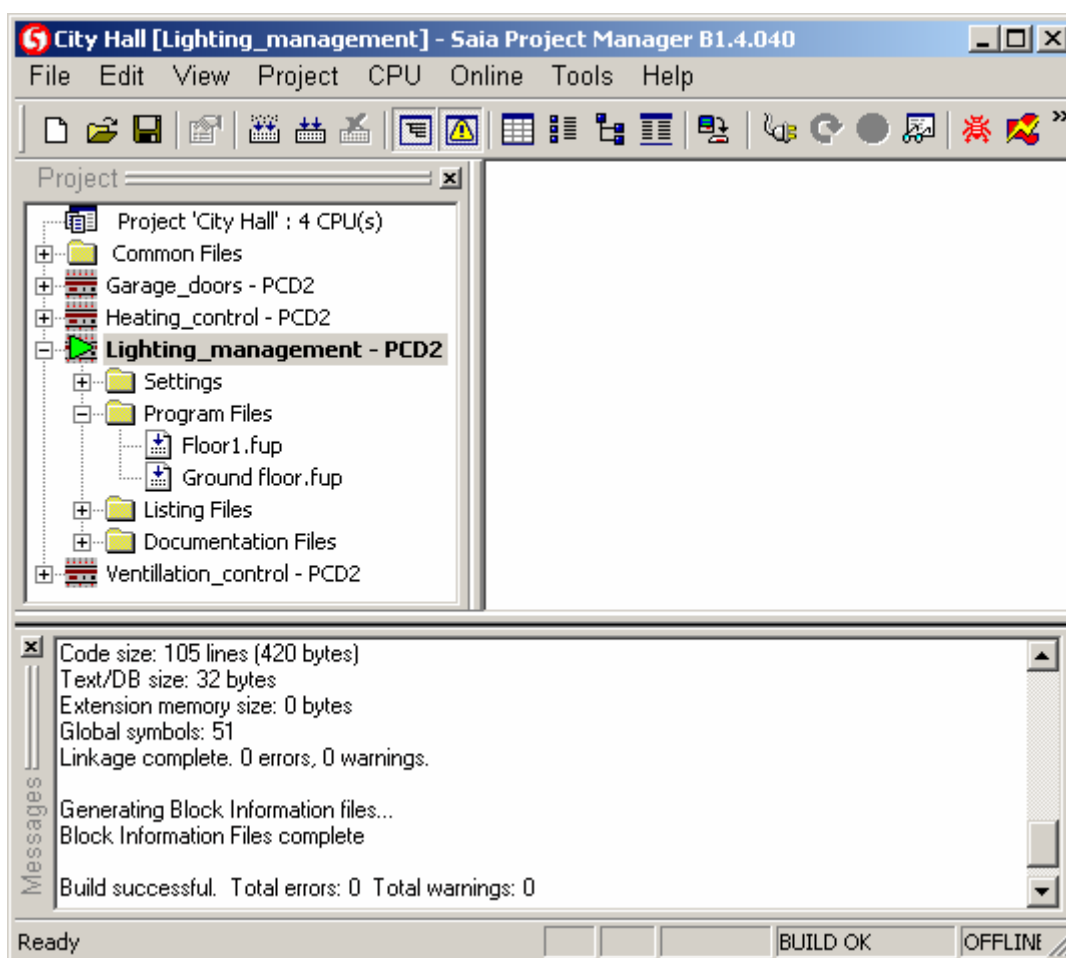 City Hall [Lighting_management] - Saia Project Manager B1.4.040
File Edit View Project CPU Online Tools Help
Project
Project 'City Hall' : 4 CPU(s)
Common Files
Garage_doors - PCD2
Heating_control - PCD2
Lighting_management - PCD2
Settings
Program Files
Floor1.fup
Ground floor.fup
Listing Files
Documentation Files
Ventillation_control - PCD2
Messages
Code size: 105 lines (420 bytes)
Text/DB size: 32 bytes
Extension memory size: 0 bytes
Global symbols: 51
Linkage complete. 0 errors, 0 warnings.
Generating Block Information files...
Block Information Files complete
Build successful. Total errors: 0 Total warnings: 0
Ready BUILD OK OFFLINE